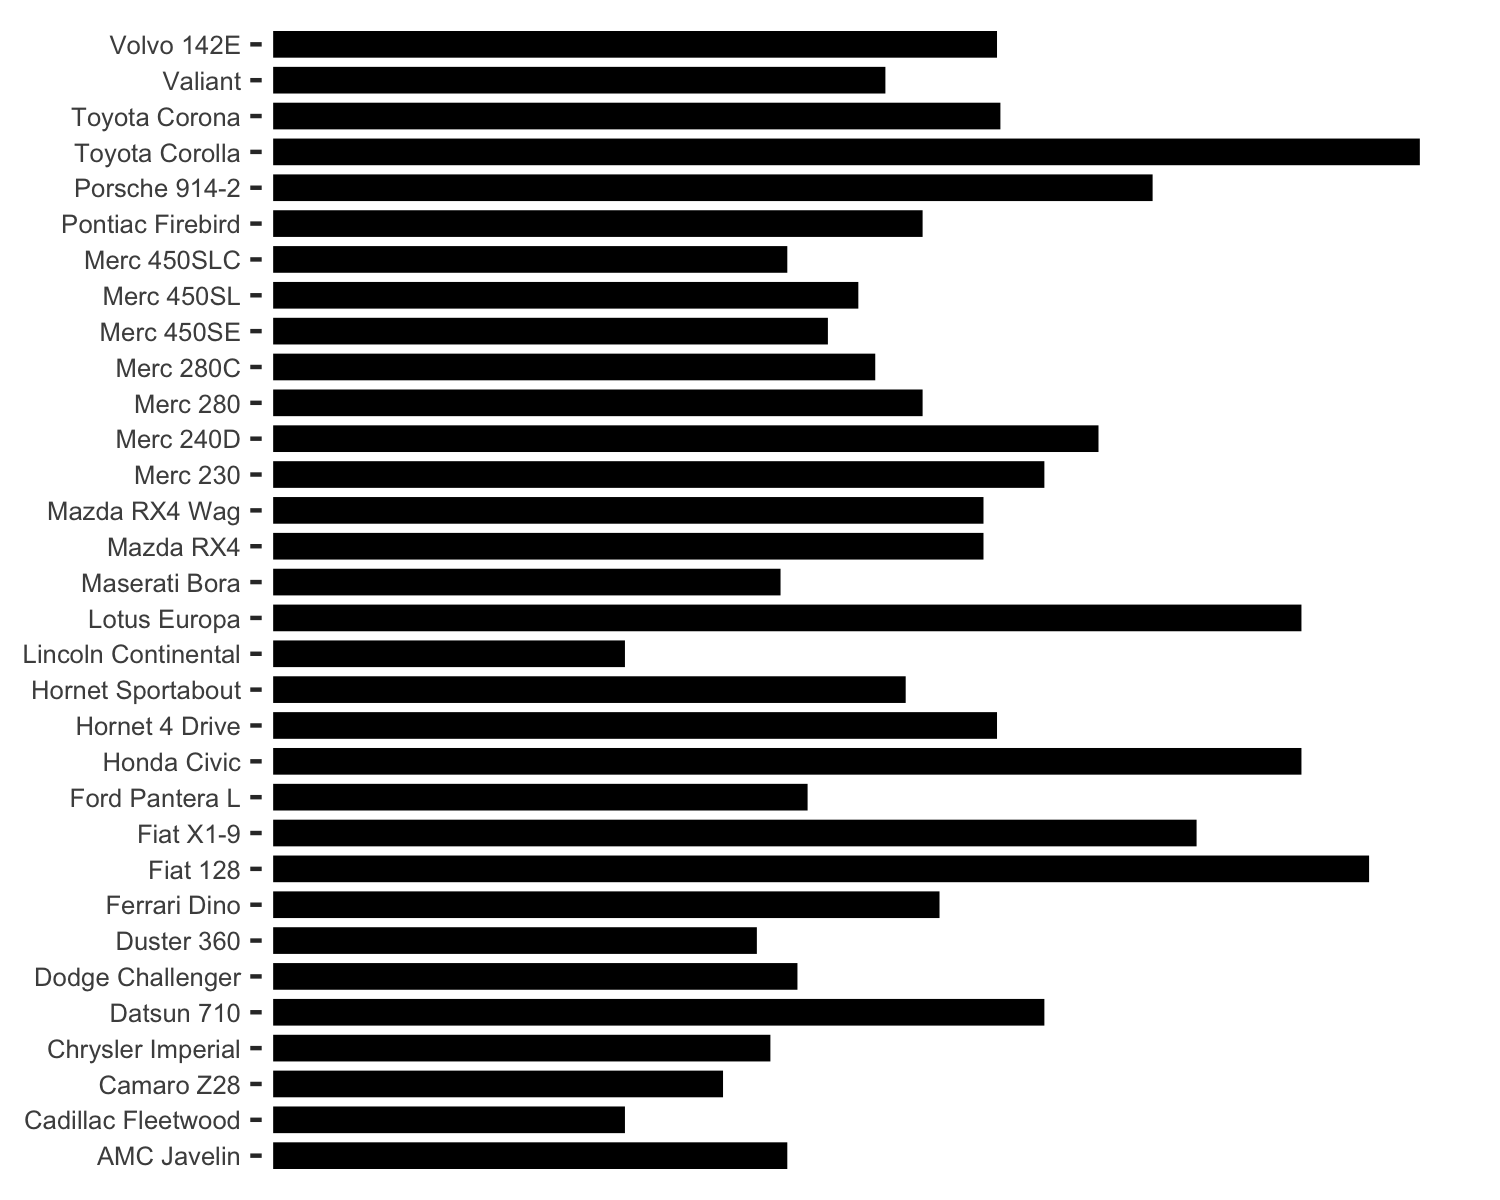 Volvo 142E
Valiant
Toyota Corona
Toyota Corolla
Porsche 914-2
Pontiac Firebird
Merc 450SLC
Merc 450SL
Merc 450SE
Merc 280C
Merc 280
Merc 240D
Merc 230
Mazda RX4 Wag
Mazda RX4
Maserati Bora
Lotus Europa
Lincoln Continental
Hornet Sportabout
Hornet 4 Drive
Honda Civic
Ford Pantera L
Fiat X1-9
Fiat 128
Ferrari Dino
Duster 360
Dodge Challenger
Datsun 710
Chrysler Imperial
Camaro Z28
Cadillac Fleetwood
AMC Javelin